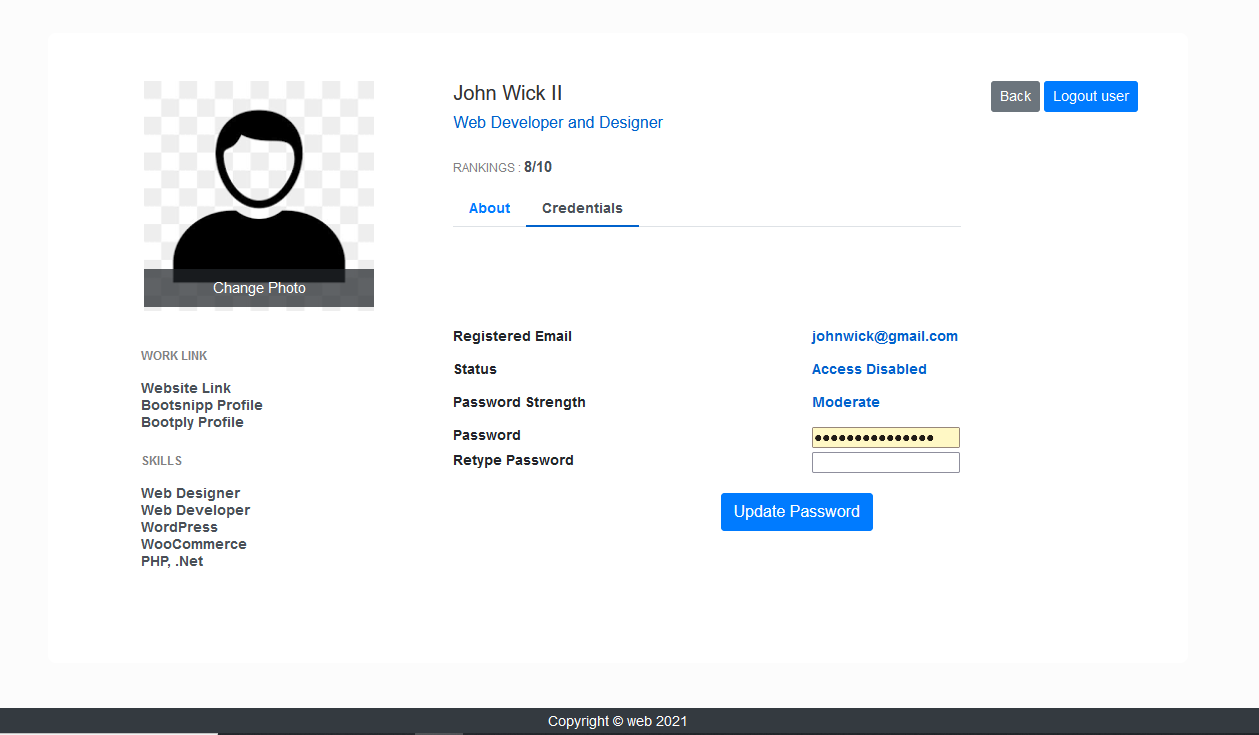 John Wick II
Back
Logout user
Web Developer and Designer
RANKINGS : 8/10
About
Credentials
Change Photo
Registered Email
johnwick@gmail.com
Status
Access Disabled
Password Strength
Moderate
Password
•••••••••••••••
Retype Password
Update Password
WORK LINK
Website Link
Bootsnipp Profile
Bootply Profile
SKILLS
Web Designer
Web Developer
WordPress
WooCommerce
PHP, .Net
Copyright © web 2021